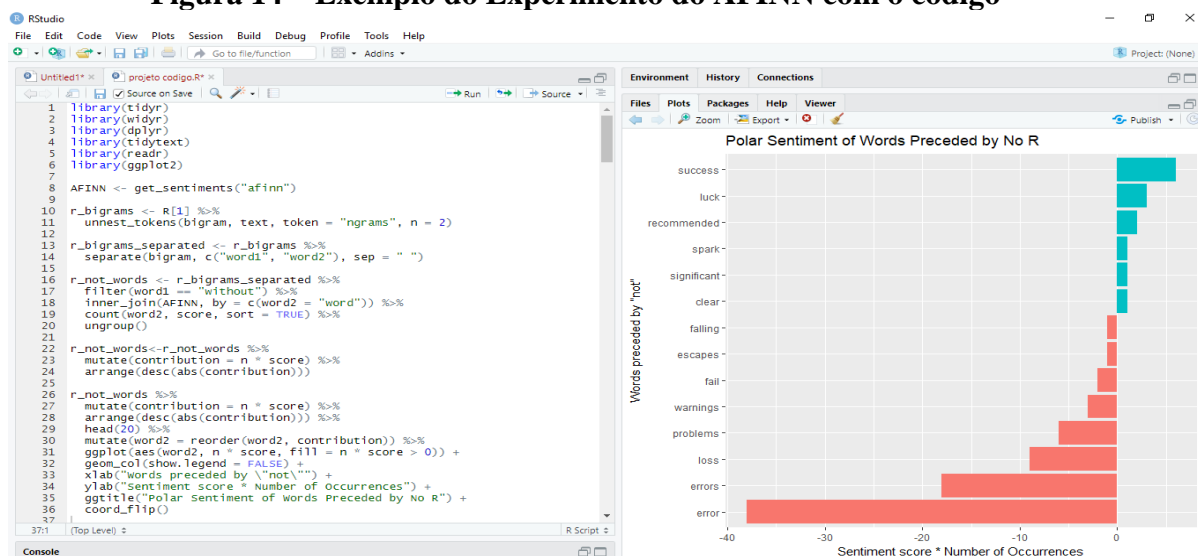 Figura 14 – Exemplo do Experimento do AFINN com o código
RStudio
File Edit Code View Plots Session Build Debug Profile Tools Help
Go to file/function
Addins
Project: (None)
Untitled1*
projeto codigo.R*
Source on Save
Run
Source
1 library(tidyr)
2 library(widyr)
3 library(dplyr)
4 library(tidytext)
5 library(readr)
6 library(ggplot2)
7
8 AFINN <- get_sentiments("afinn")
9
10 r_bigrams <- R[1] %>%
11 unnest_tokens(bigram, text, token = "ngrams", n = 2)
12
13 r_bigrams_separated <- r_bigrams %>%
14 separate(bigram, c("word1", "word2"), sep = " ")
15
16 r_not_words <- r_bigrams_separated %>%
17 filter(word1 == "without") %>%
18 inner_join(AFINN, by = c(word2 = "word")) %>%
19 count(word2, score, sort = TRUE) %>%
20 ungroup()
21
22 r_not_words<-r_not_words %>%
23 mutate(contribution = n * score) %>%
24 arrange(desc(abs(contribution)))
25
26 r_not_words %>%
27 mutate(contribution = n * score) %>%
28 arrange(desc(abs(contribution))) %>%
29 head(20) %>%
30 mutate(word2 = reorder(word2, contribution)) %>%
31 ggplot(aes(word2, n * score, fill = n * score > 0)) +
32 geom_col(show.legend = FALSE) +
33 xlab("Words preceded by \"not\"") +
34 ylab("Sentiment score * Number of Occurrences") +
35 ggtitle("Polar Sentiment of Words Preceded by No R") +
36 coord_flip()
37
37:1 (Top Level) R Script
Console
Environment History Connections
Files Plots Packages Help Viewer
Zoom Export Publish
Polar Sentiment of Words Preceded by No R
Words preceded by "not"
success
luck
recommended
spark
significant
clear
falling
escapes
fail
warnings
problems
loss
errors
error
-40 -30 -20 -10 0
Sentiment score * Number of Occurrences